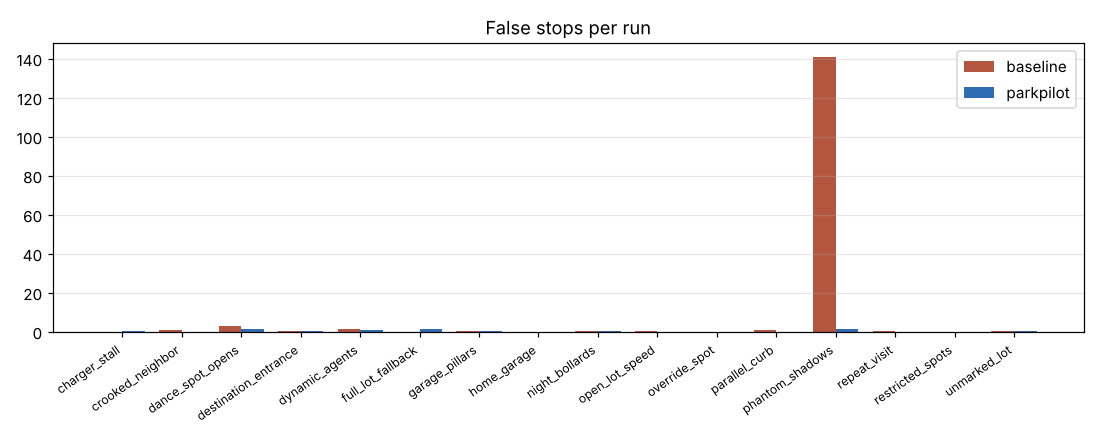 False stops per run
baseline
parkpilot
140
120
100
80
60
40
20
0
charger_stall
crooked_neighbor
dance_spot_opens
destination_entrance
dynamic_agents
full_lot_fallback
garage_pillars
home_garage
night_bollards
open_lot_speed
override_spot
parallel_curb
phantom_shadows
repeat_visit
restricted_spots
unmarked_lot